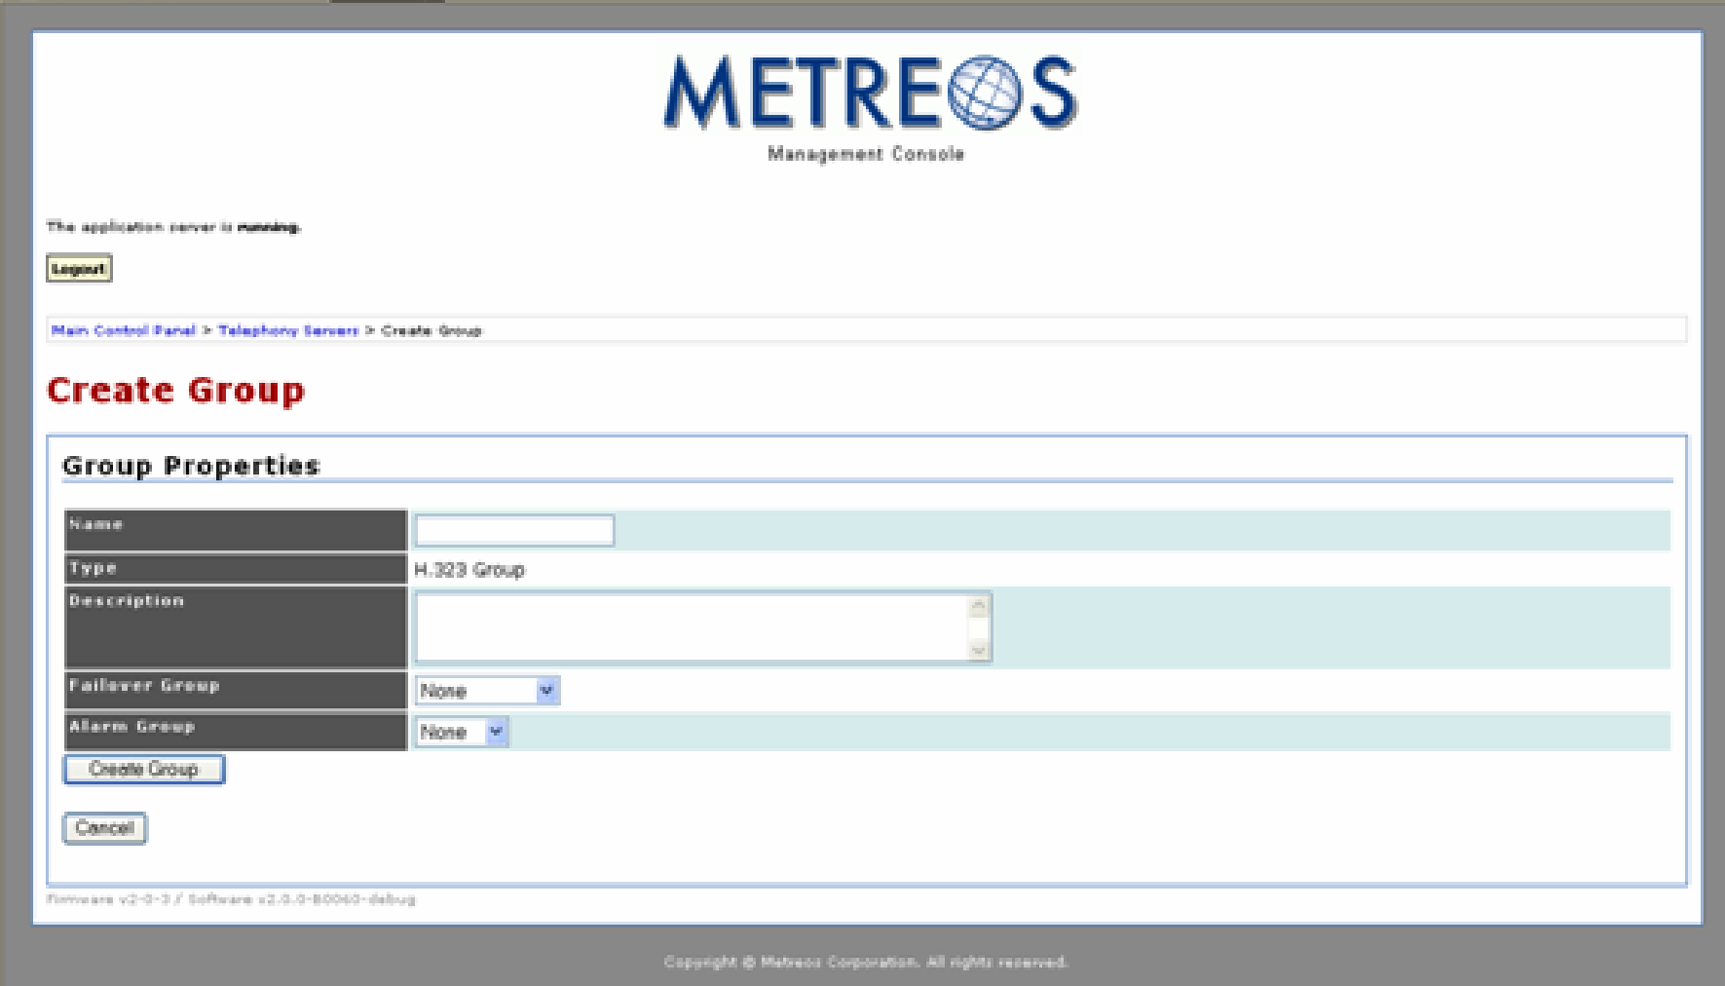 METREOS
Management Console
The application server is running.
Logout
Main Control Panel > Telephony Servers > Create Group
Create Group
Group Properties
Name
Type H.323 Group
Description
Failover Group None
Alarm Group None
Create Group
Cancel
Firmware v2-0-3 / Software v2.0.0-B0060-debug
Copyright © Metreos Corporation. All rights reserved.